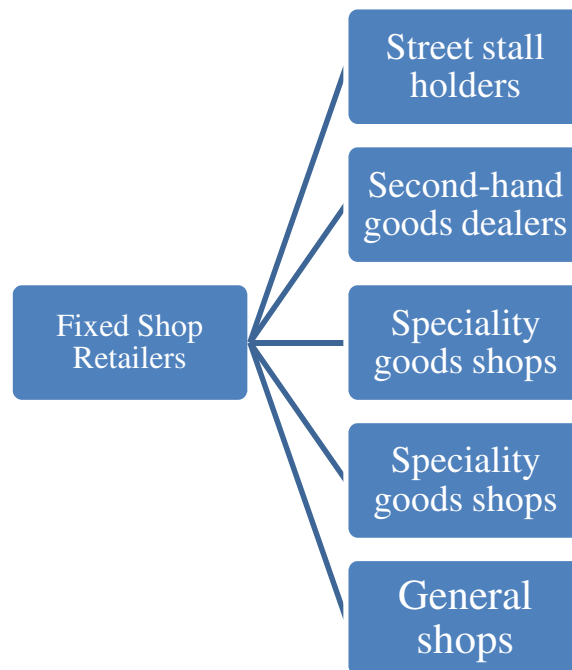 Street stall
holders
Second-hand
goods dealers
Fixed Shop
Retailers
Speciality
goods shops
Speciality
goods shops
General
shops